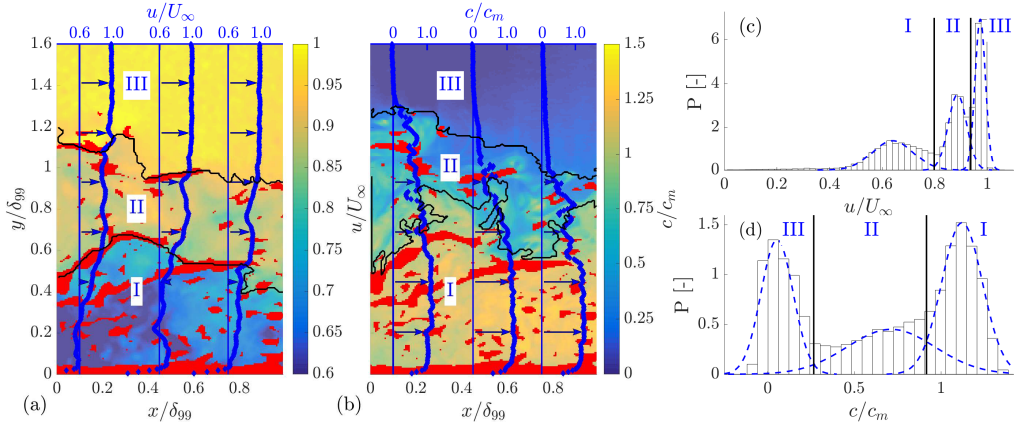 u/U∞
0.6 1.0 0.6 1.0 0.6 1.0
1.6
1.4
1.2
1
0.8
0.6
0.4
0.2
0
y/δ99
III
II
I
0 0.2 0.4 0.6 0.8
x/δ99
(a)
1
0.95
0.9
0.85
0.8
0.75
0.7
0.65
0.6
u/U∞
c/cm
0 1.0 0 1.0 0 1.0
III
II
I
0 0.2 0.4 0.6 0.8
x/δ99
(b)
1.5
1.25
1
0.75
0.5
0.25
0
c/cm
(c)
I II III
6
4
2
0
P [-]
0 0.2 0.4 0.6 0.8 1
u/U∞
(d)
III II I
1.5
1
0.5
0
P [-]
0 0.5 1
c/cm